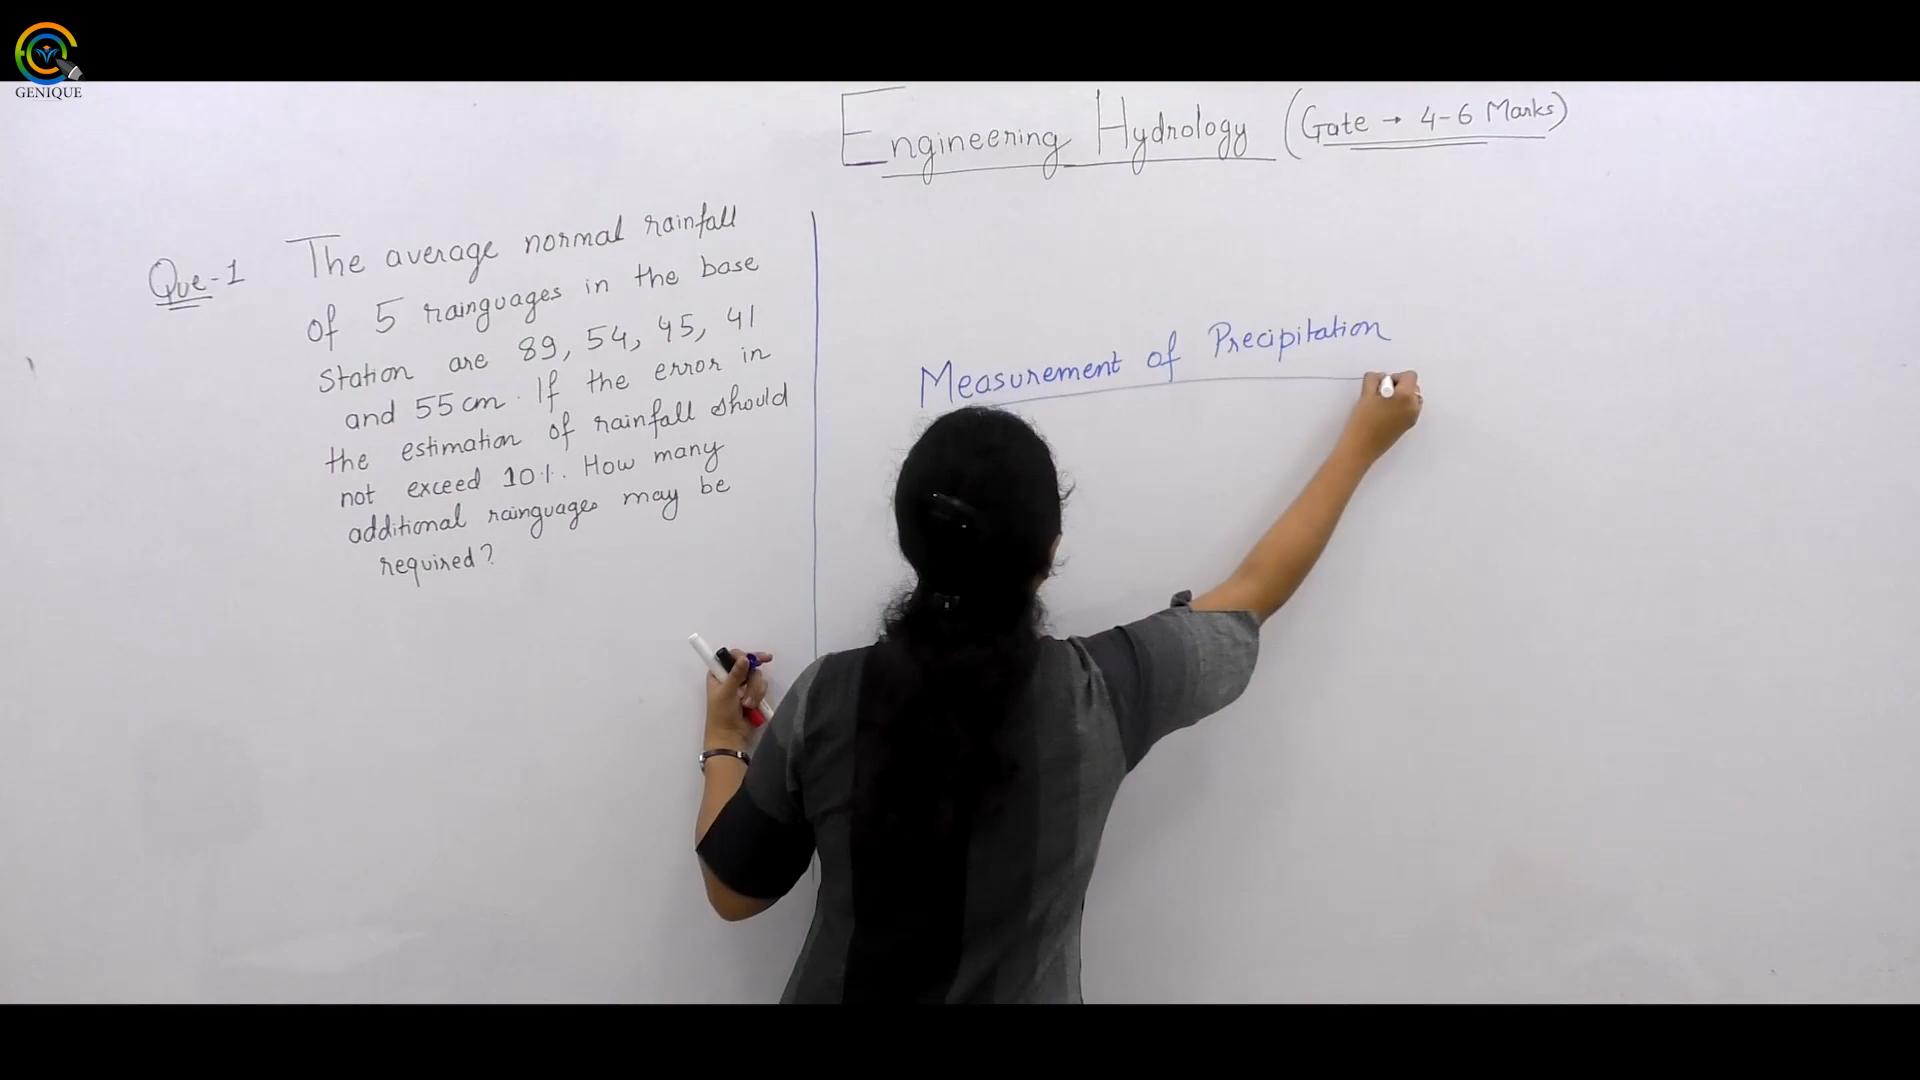 GENIQUE
Engineering Hydrology (Gate → 4-6 Marks)
Que-1 The average normal rainfall
of 5 rainguages in the base
station are 89, 54, 45, 41
and 55 cm. If the error in
the estimation of rainfall should
not exceed 10%. How many
additional rainguages may be
required?
Measurement of Precipitation